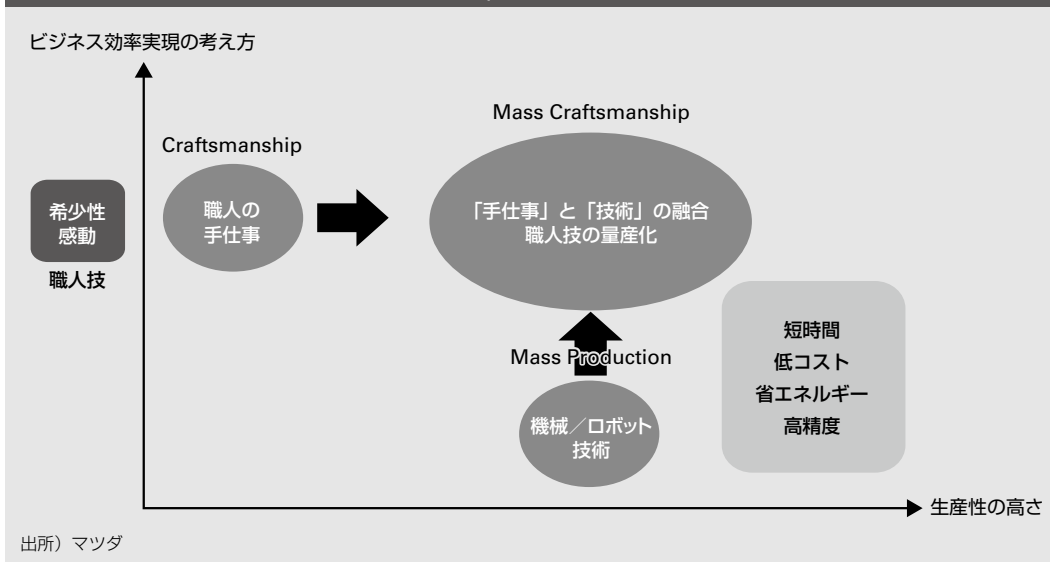 ビジネス効率実現の考え方
Mass Craftsmanship
Craftsmanship
希少性
感動
職人技
職人の
手仕事
「手仕事」と「技術」の融合
職人技の量産化
Mass Production
機械／ロボット
技術
短時間
低コスト
省エネルギー
高精度
生産性の高さ
出所）マツダ